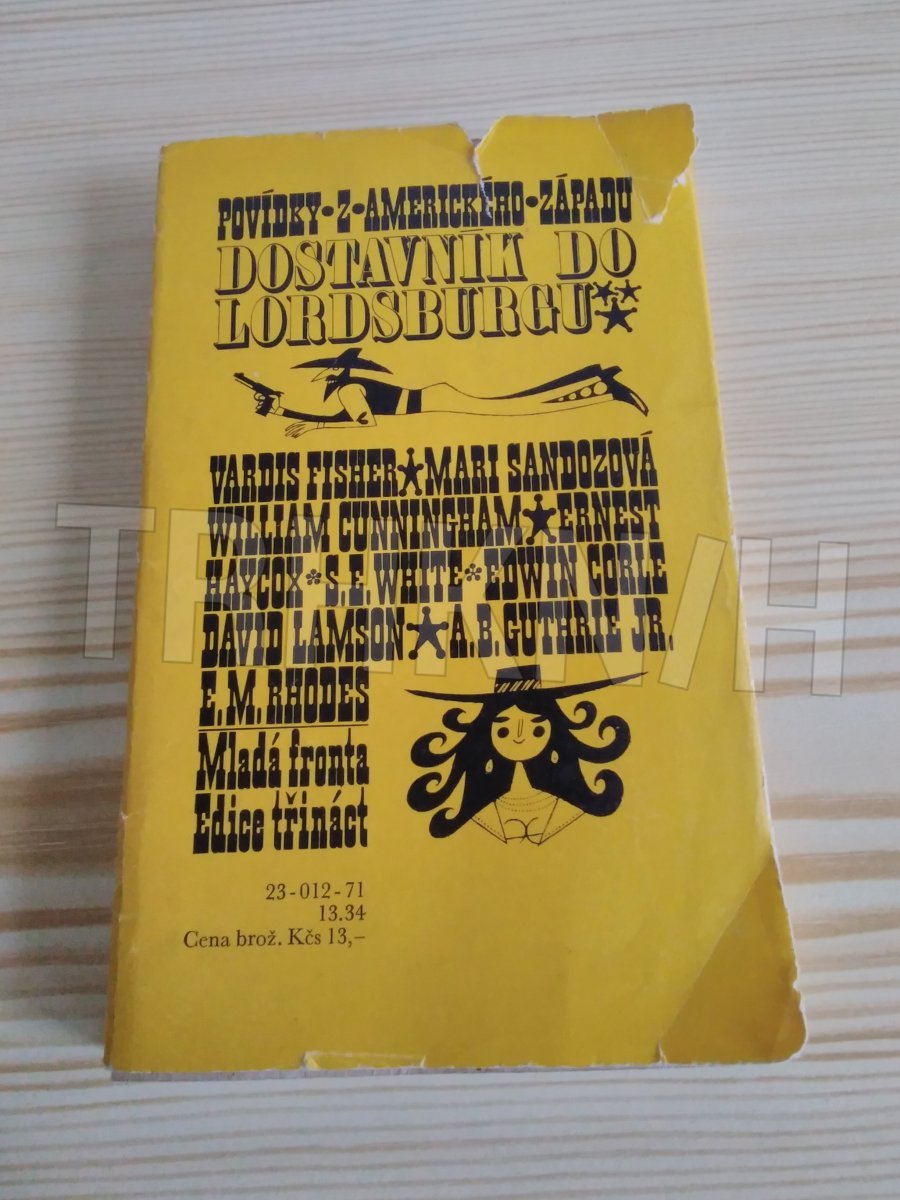 POVÍDKY•Z•AMERICKÉHO•ZÁPADU
DOSTAVNÍK DO
LORDSBURGU
VARDIS FISHER★MARI SANDOZOVÁ
WILLIAM CUNNINGHAM★ERNEST
HAYCOX*S.E.WHITE*EDWIN CORLE
DAVID LAMSON★A.B.GUTHRIE JR.
E.M.RHODES
Mladá fronta
Edice třináct
23-012-71
13.34
Cena brož. Kčs 13,–